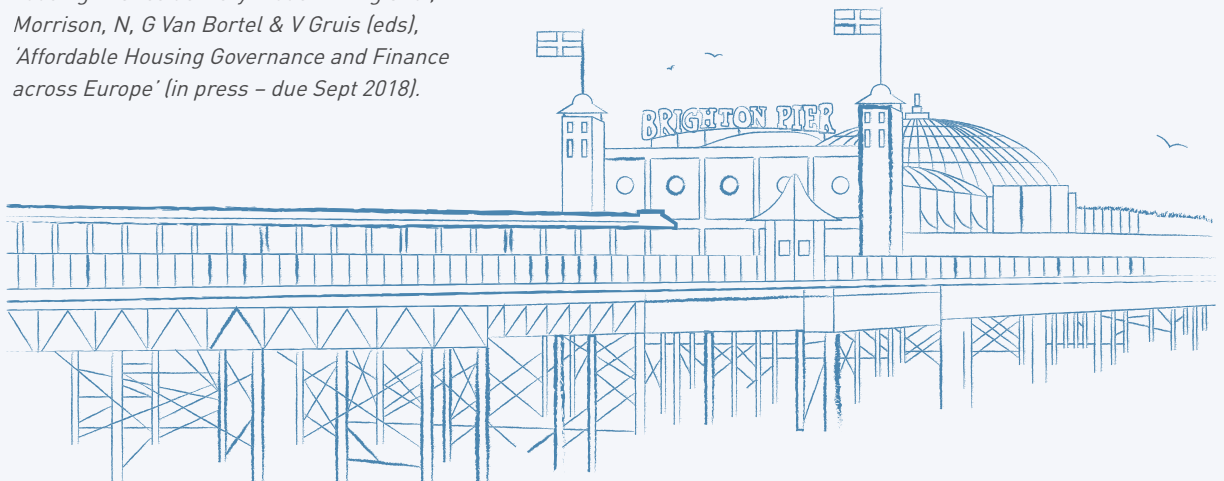 Morrison, N, G Van Bortel & V Gruis (eds),
‘Affordable Housing Governance and Finance
across Europe’ (in press – due Sept 2018).
BRIGHTON PIER